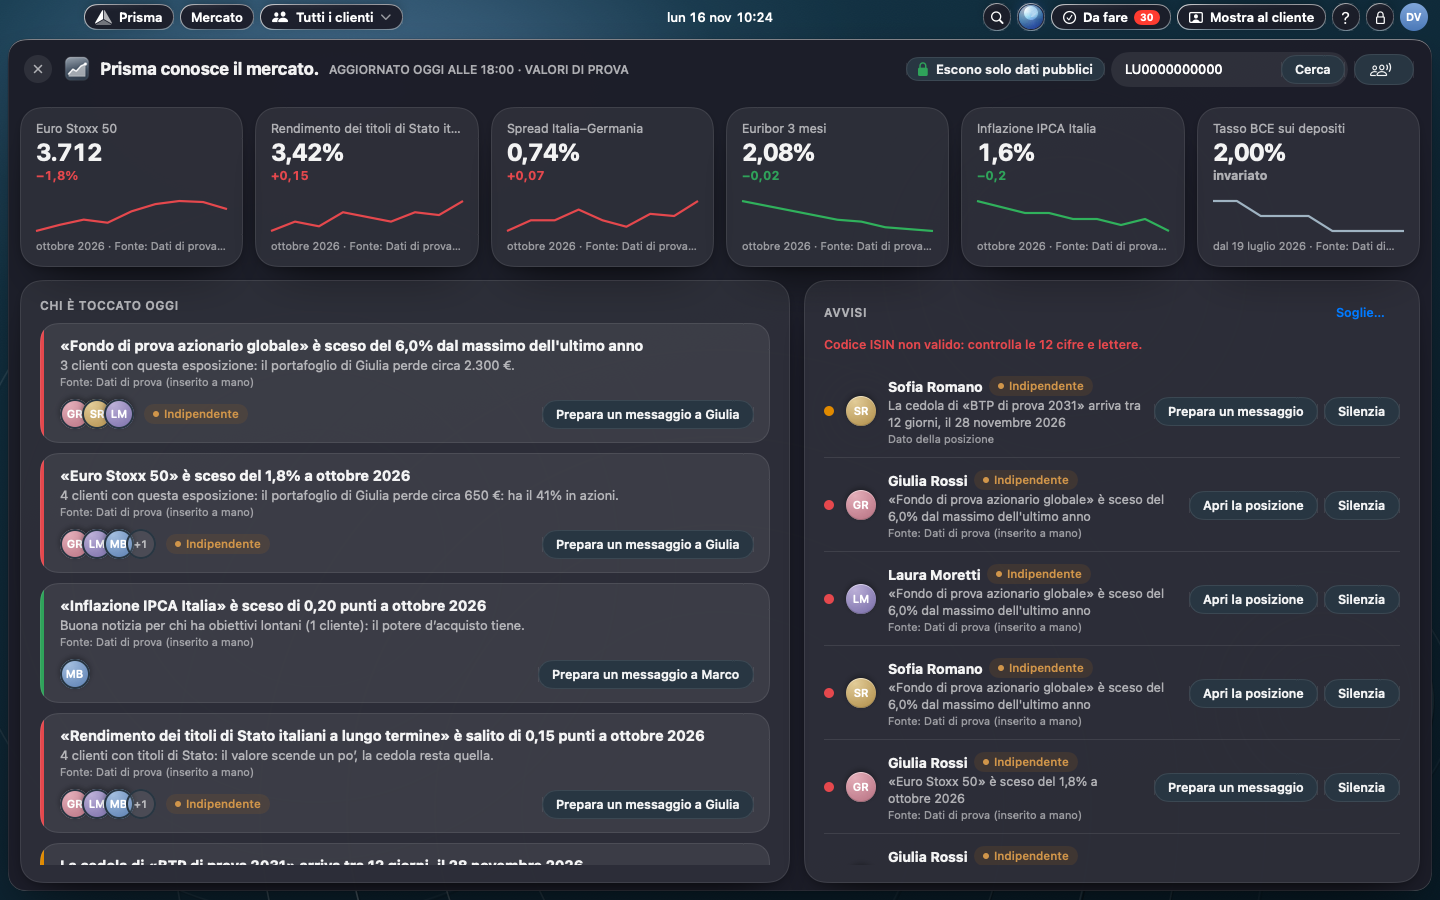 Prisma
Mercato
Tutti i clienti
lun 16 nov 10:24
Da fare 30
Mostra al cliente
?
DV
Prisma conosce il mercato. AGGIORNATO OGGI ALLE 18:00 · VALORI DI PROVA
Escono solo dati pubblici
LU0000000000
Cerca
Euro Stoxx 50
3.712
−1,8%
ottobre 2026 · Fonte: Dati di prova...
Rendimento dei titoli di Stato it...
3,42%
+0,15
ottobre 2026 · Fonte: Dati di prova...
Spread Italia–Germania
0,74%
+0,07
ottobre 2026 · Fonte: Dati di prova...
Euribor 3 mesi
2,08%
−0,02
ottobre 2026 · Fonte: Dati di prova...
Inflazione IPCA Italia
1,6%
−0,2
ottobre 2026 · Fonte: Dati di prova...
Tasso BCE sui depositi
2,00%
invariato
dal 19 luglio 2026 · Fonte: Dati di...
CHI È TOCCATO OGGI
«Fondo di prova azionario globale» è sceso del 6,0% dal massimo dell'ultimo anno
3 clienti con questa esposizione: il portafoglio di Giulia perde circa 2.300 €.
Fonte: Dati di prova (inserito a mano)
GR SR LM Indipendente
Prepara un messaggio a Giulia
«Euro Stoxx 50» è sceso del 1,8% a ottobre 2026
4 clienti con questa esposizione: il portafoglio di Giulia perde circa 650 €: ha il 41% in azioni.
Fonte: Dati di prova (inserito a mano)
GR LM MB +1 Indipendente
Prepara un messaggio a Giulia
«Inflazione IPCA Italia» è sceso di 0,20 punti a ottobre 2026
Buona notizia per chi ha obiettivi lontani (1 cliente): il potere d’acquisto tiene.
Fonte: Dati di prova (inserito a mano)
MB
Prepara un messaggio a Marco
«Rendimento dei titoli di Stato italiani a lungo termine» è salito di 0,15 punti a ottobre 2026
4 clienti con titoli di Stato: il valore scende un po’, la cedola resta quella.
Fonte: Dati di prova (inserito a mano)
GR LM MB +1 Indipendente
Prepara un messaggio a Giulia
La cedola di «BTP di prova 2031» arriva tra 12 giorni, il 28 novembre 2026
AVVISI
Soglie...
Codice ISIN non valido: controlla le 12 cifre e lettere.
SR
Sofia Romano Indipendente
La cedola di «BTP di prova 2031» arriva tra
12 giorni, il 28 novembre 2026
Dato della posizione
Prepara un messaggio
Silenzia
GR
Giulia Rossi Indipendente
«Fondo di prova azionario globale» è sceso del
6,0% dal massimo dell'ultimo anno
Fonte: Dati di prova (inserito a mano)
Apri la posizione
Silenzia
LM
Laura Moretti Indipendente
«Fondo di prova azionario globale» è sceso del
6,0% dal massimo dell'ultimo anno
Fonte: Dati di prova (inserito a mano)
Apri la posizione
Silenzia
SR
Sofia Romano Indipendente
«Fondo di prova azionario globale» è sceso del
6,0% dal massimo dell'ultimo anno
Fonte: Dati di prova (inserito a mano)
Apri la posizione
Silenzia
GR
Giulia Rossi Indipendente
«Euro Stoxx 50» è sceso del 1,8% a
ottobre 2026
Fonte: Dati di prova (inserito a mano)
Prepara un messaggio
Silenzia
Giulia Rossi Indipendente